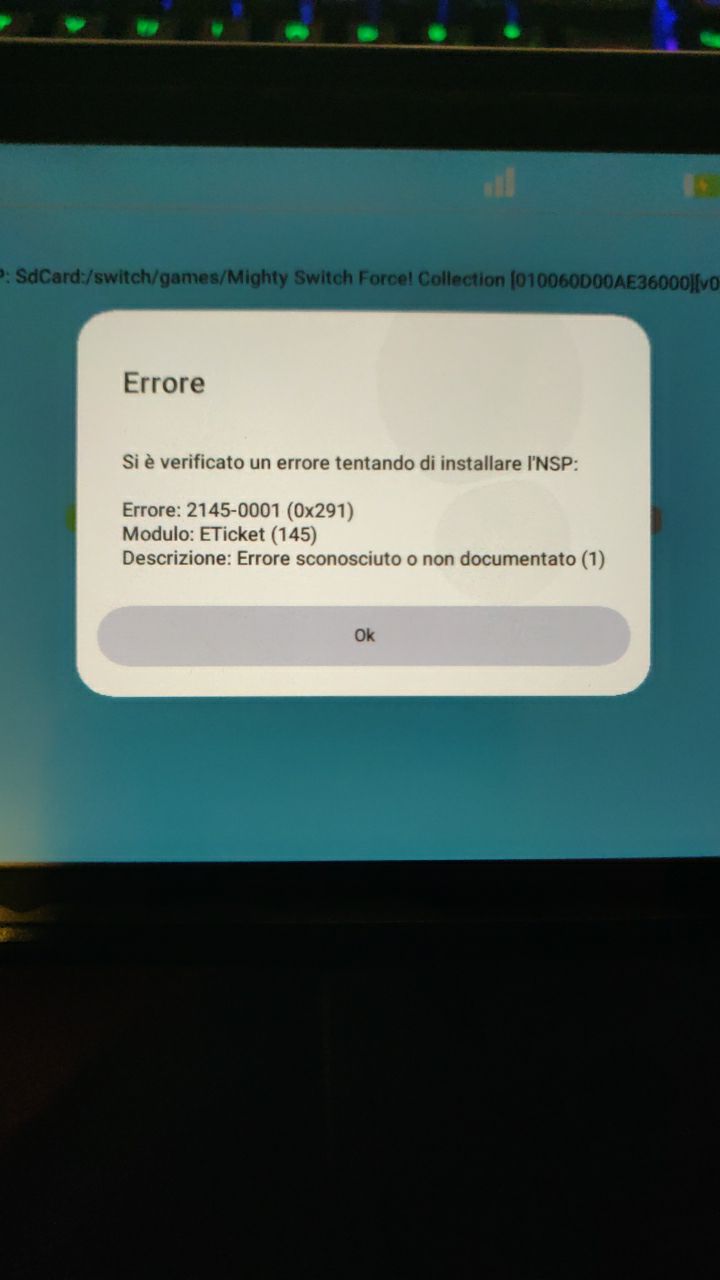 P: SdCard:/switch/games/Mighty Switch Force! Collection [010060D00AE36000][v0
Errore
Si è verificato un errore tentando di installare l'NSP:
Errore: 2145-0001 (0x291)
Modulo: ETicket (145)
Descrizione: Errore sconosciuto o non documentato (1)
Ok